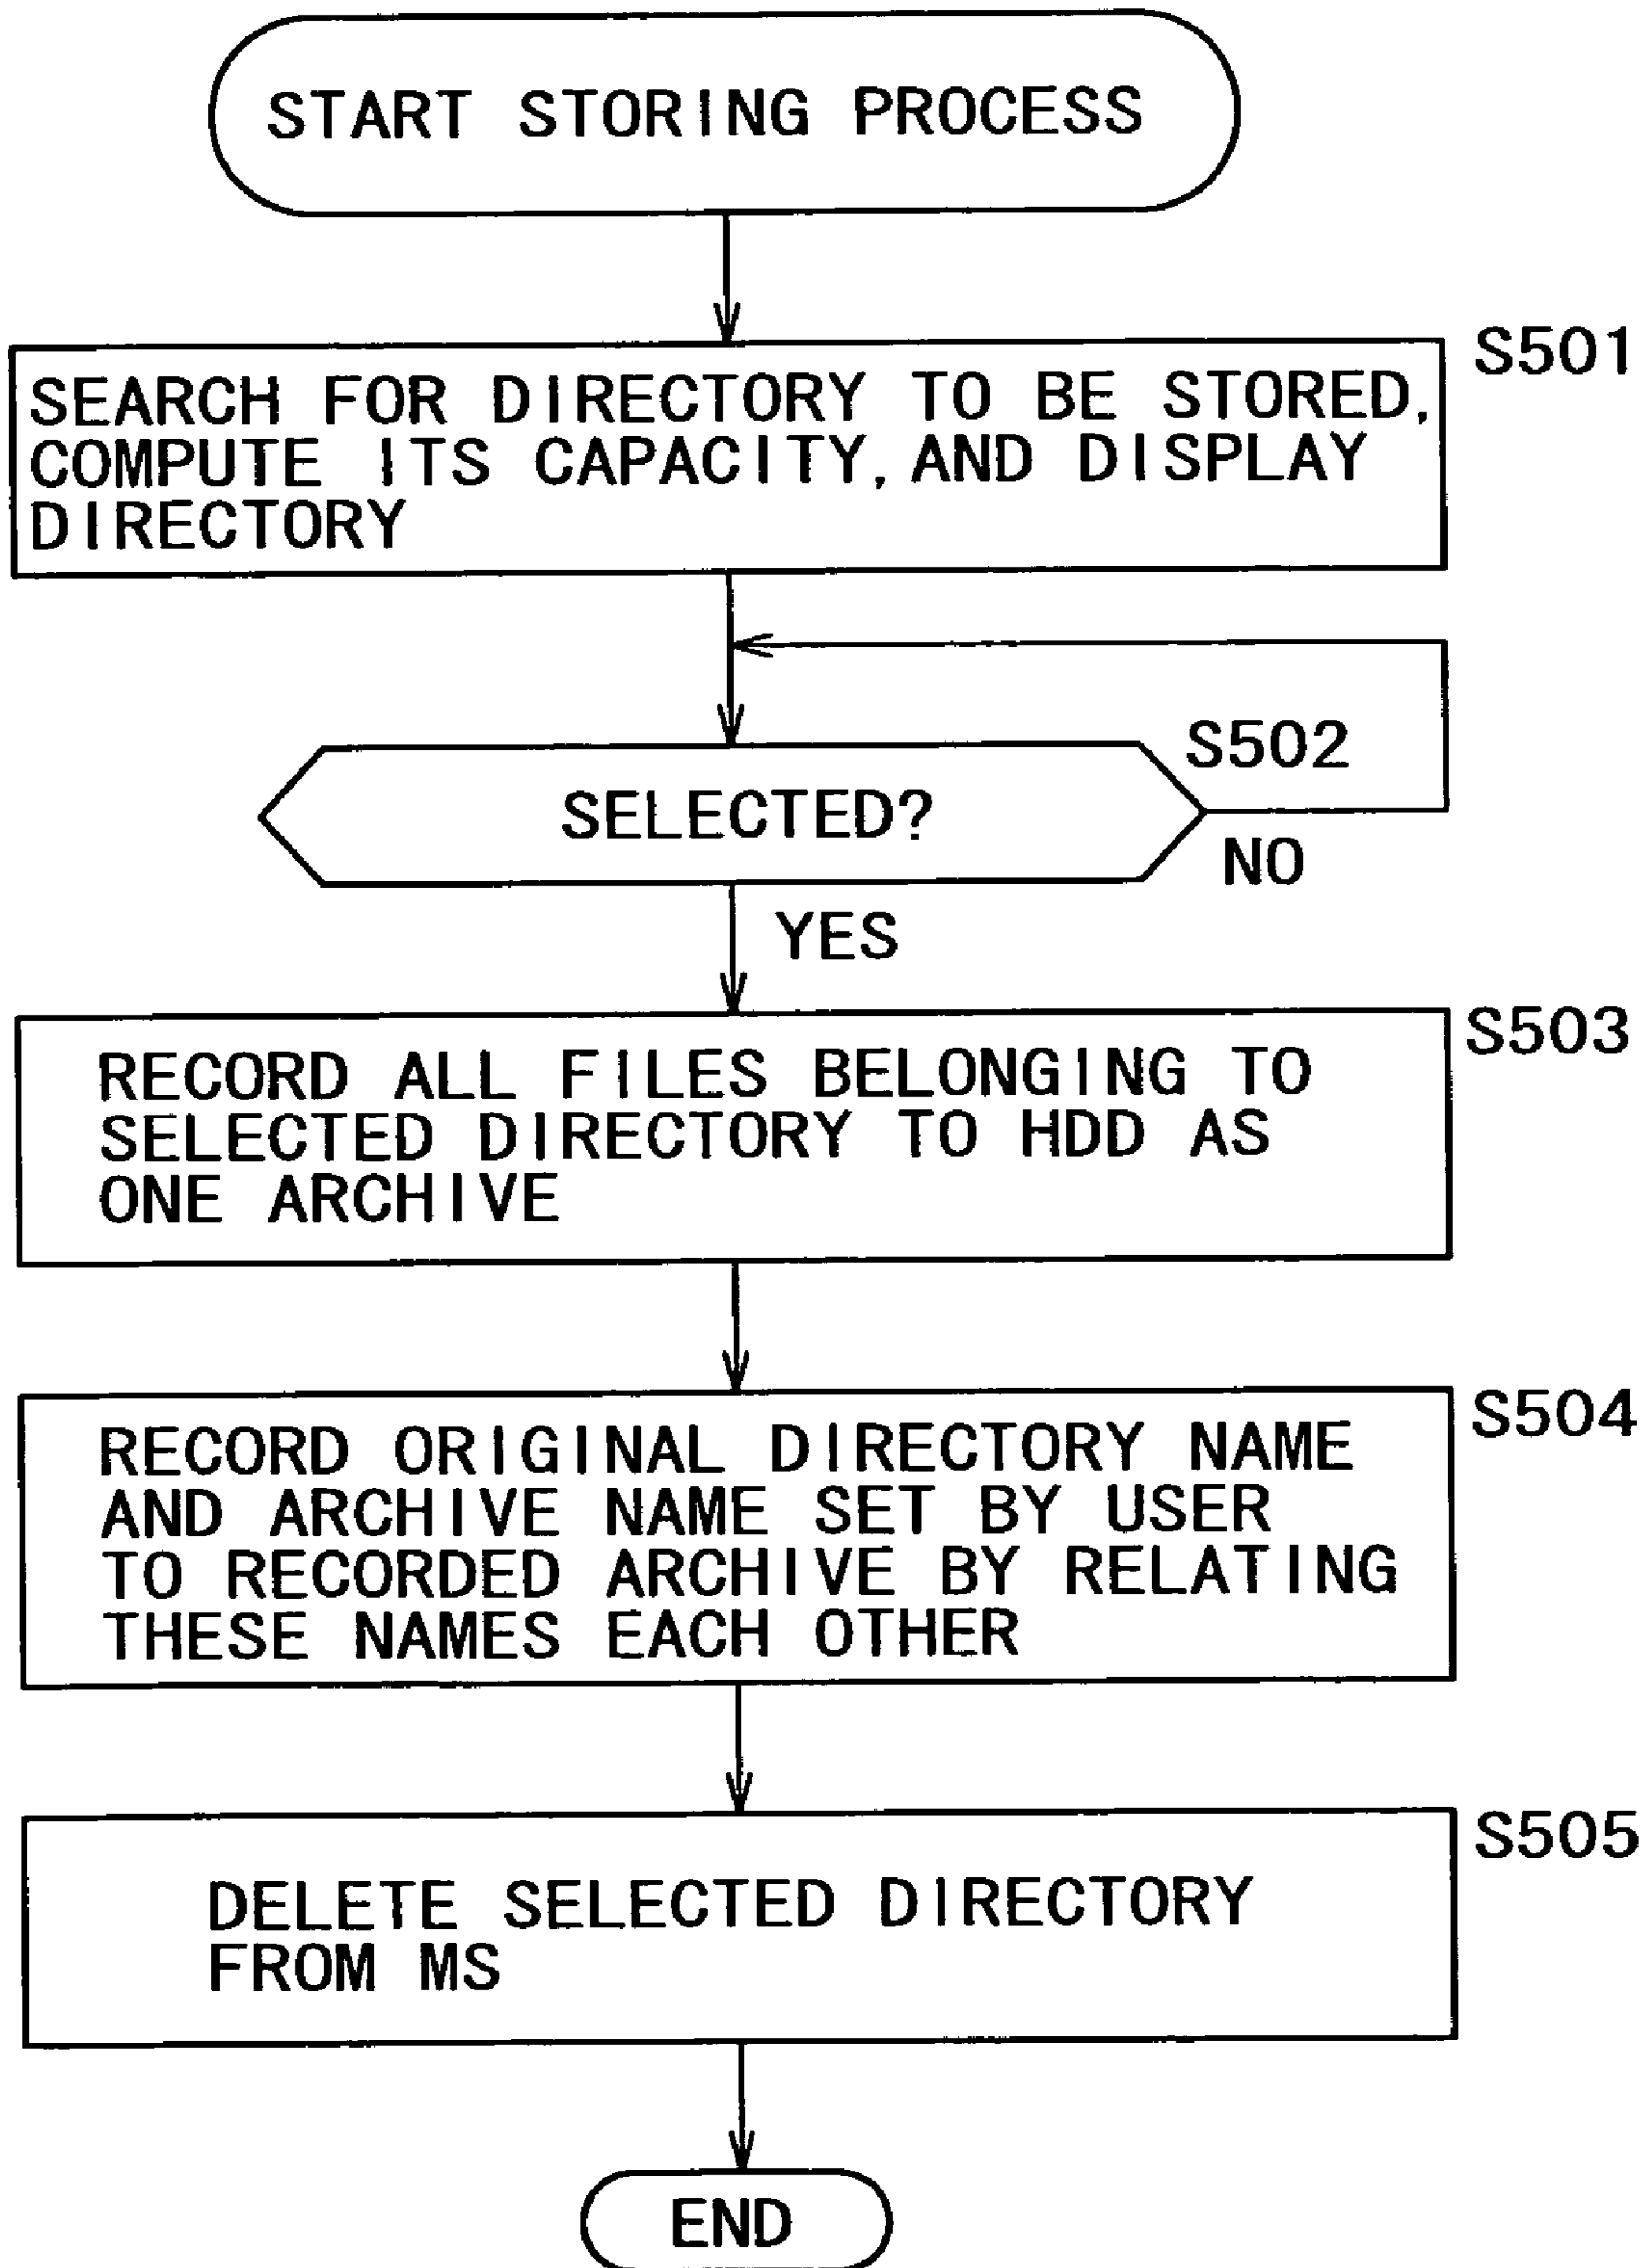 START STORING PROCESS
S501
SEARCH FOR DIRECTORY TO BE STORED,
COMPUTE ITS CAPACITY, AND DISPLAY
DIRECTORY
S502
SELECTED?
NO
YES
S503
RECORD ALL FILES BELONGING TO
SELECTED DIRECTORY TO HDD AS
ONE ARCHIVE
S504
RECORD ORIGINAL DIRECTORY NAME
AND ARCHIVE NAME SET BY USER
TO RECORDED ARCHIVE BY RELATING
THESE NAMES EACH OTHER
S505
DELETE SELECTED DIRECTORY
FROM MS
END